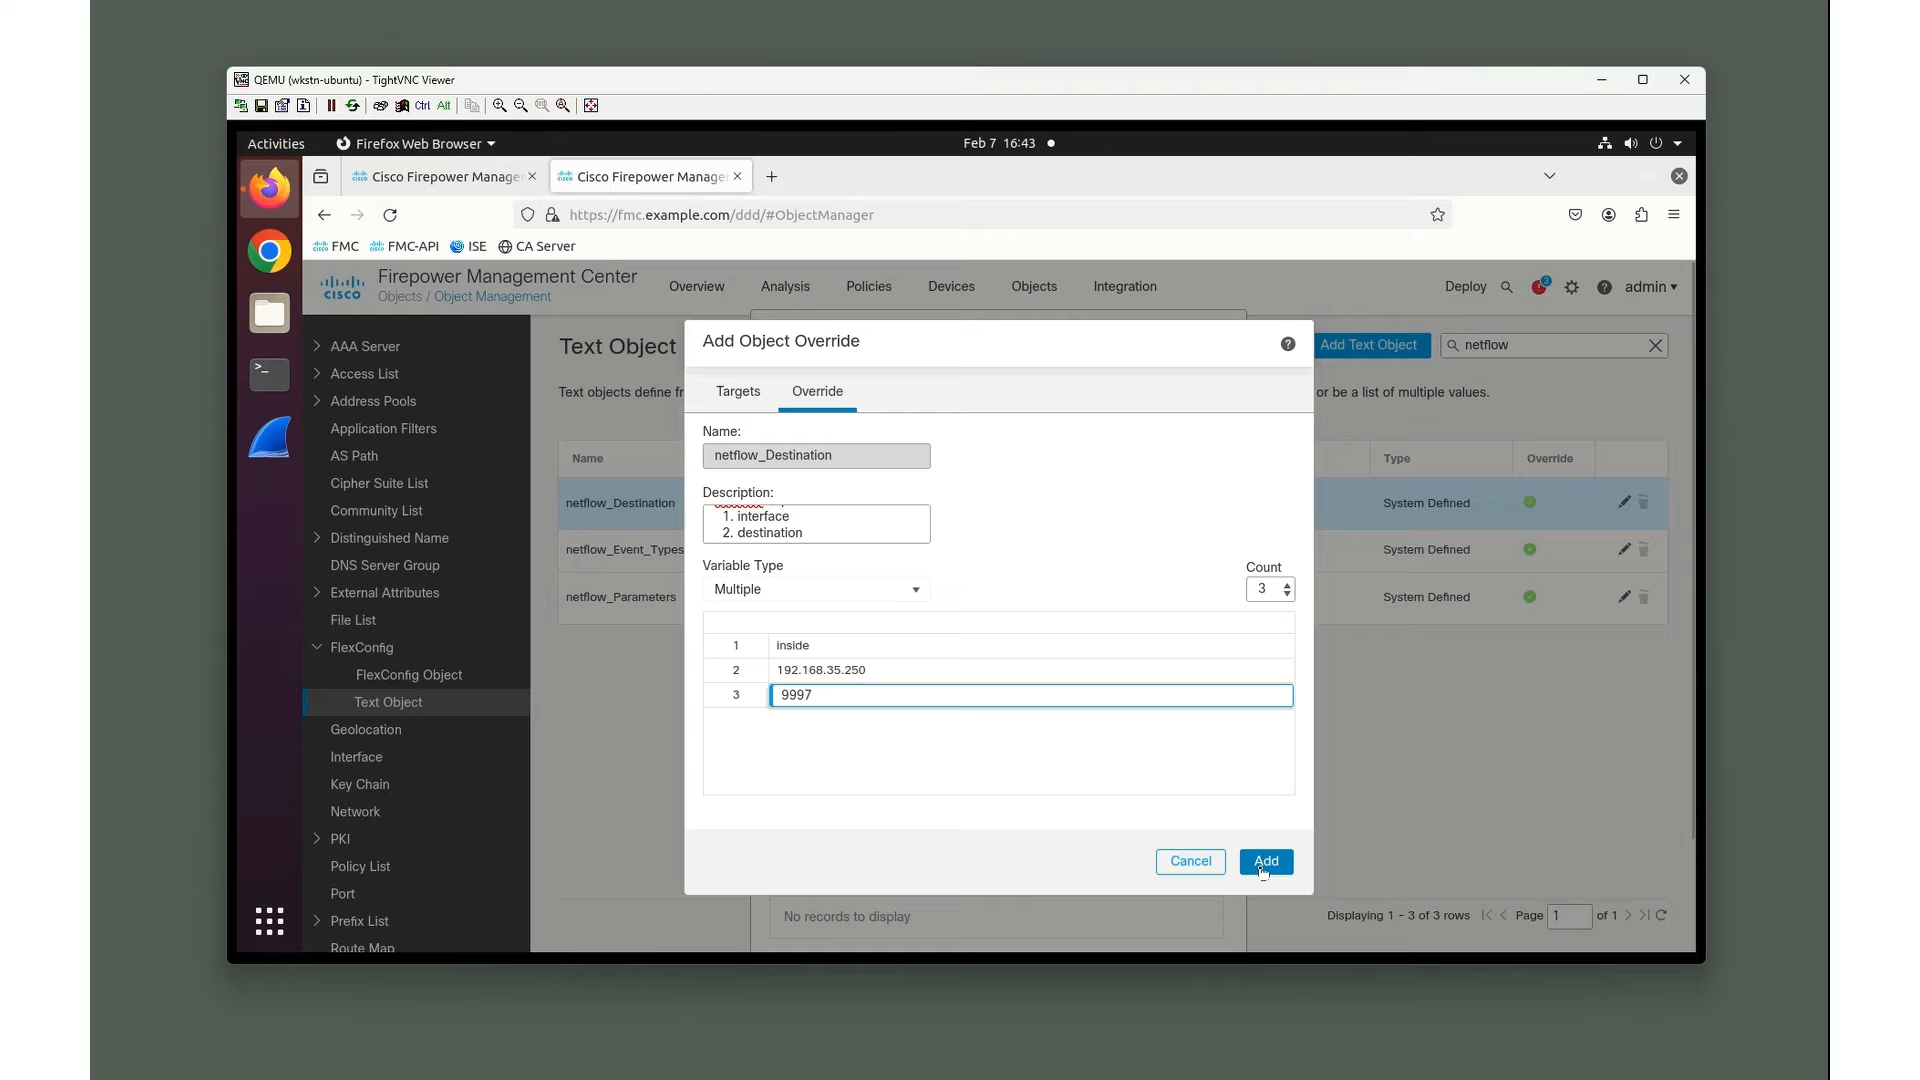 QEMU (wkstn-ubuntu) - TightVNC Viewer
Ctrl Alt
Activities Firefox Web Browser Feb 7 16:43
Cisco Firepower Manage Cisco Firepower Manage
https://fmc.example.com/ddd/#ObjectManager
FMC FMC-API ISE CA Server
Firepower Management Center
Objects / Object Management
CISCO
Overview Analysis Policies Devices Objects Integration Deploy 3 admin
AAA Server
Access List
Address Pools
Application Filters
AS Path
Cipher Suite List
Community List
Distinguished Name
DNS Server Group
External Attributes
File List
FlexConfig
FlexConfig Object
Text Object
Geolocation
Interface
Key Chain
Network
PKI
Policy List
Port
Prefix List
Route Map
Text Object
Add Text Object
netflow
Text objects define fr
or be a list of multiple values.
Name Type Override
netflow_Destination System Defined
netflow_Event_Types System Defined
netflow_Parameters System Defined
Add Object Override
Targets Override
Name:
netflow_Destination
Description:
1. interface
2. destination
Variable Type
Multiple
Count
3
1 inside
2 192.168.35.250
3 9997
Cancel Add
No records to display
Displaying 1 - 3 of 3 rows Page 1 of 1